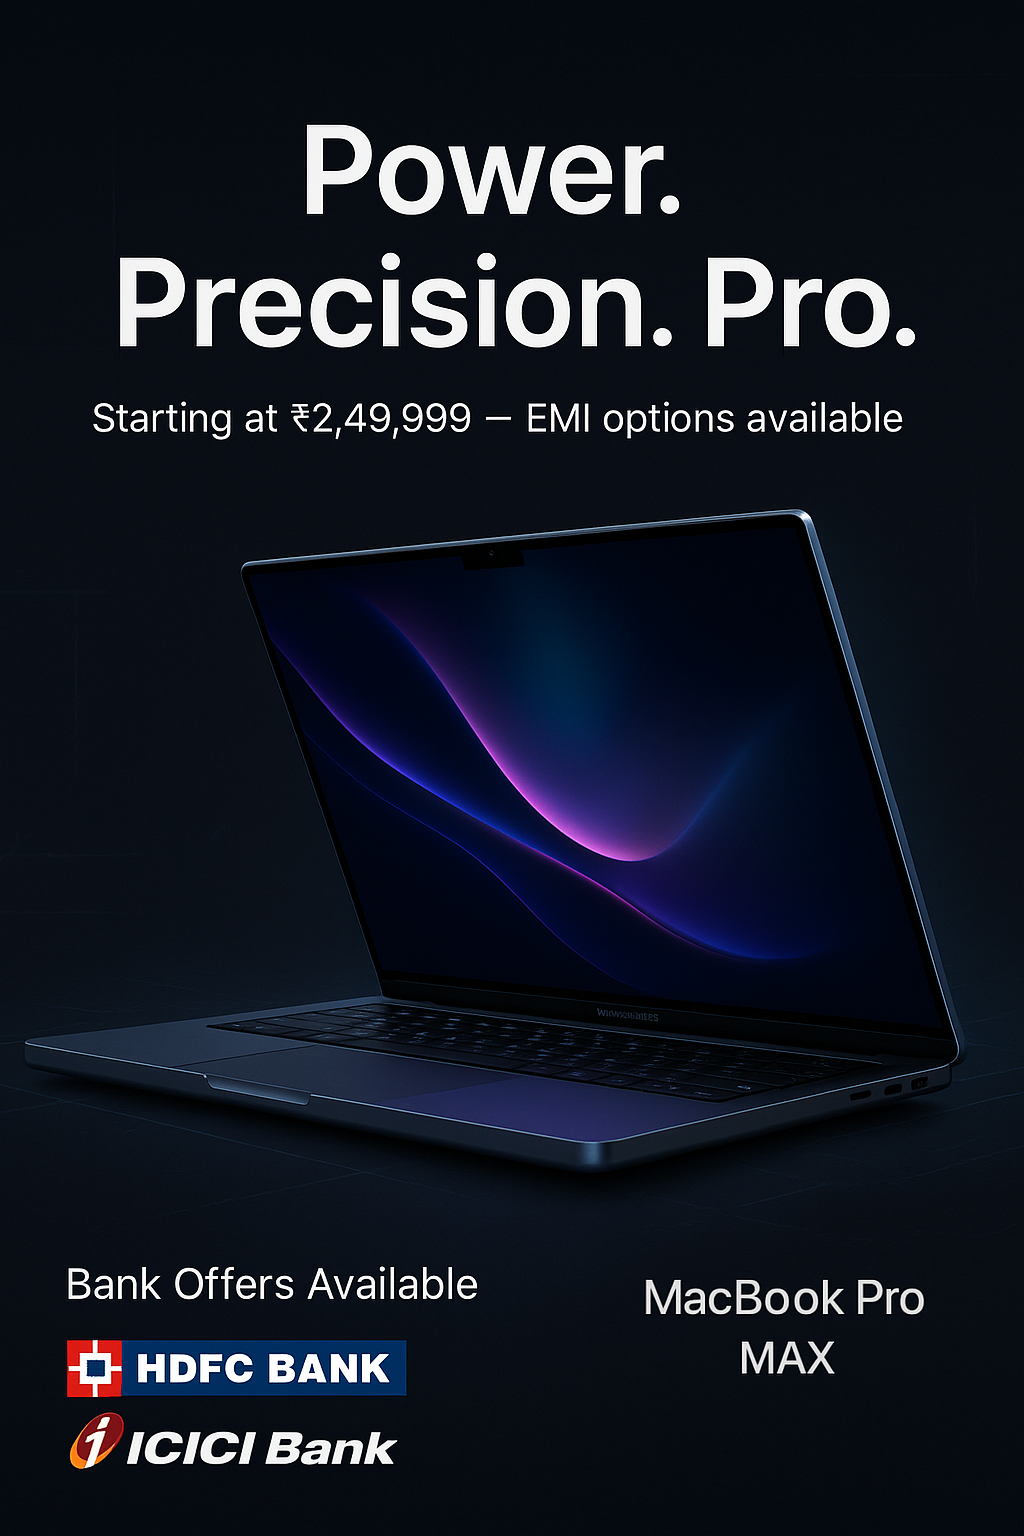 Power.
Precision. Pro.
Starting at ₹2,49,999 – EMI options available
Bank Offers Available
HDFC BANK
ICICI Bank
MacBook Pro
MAX